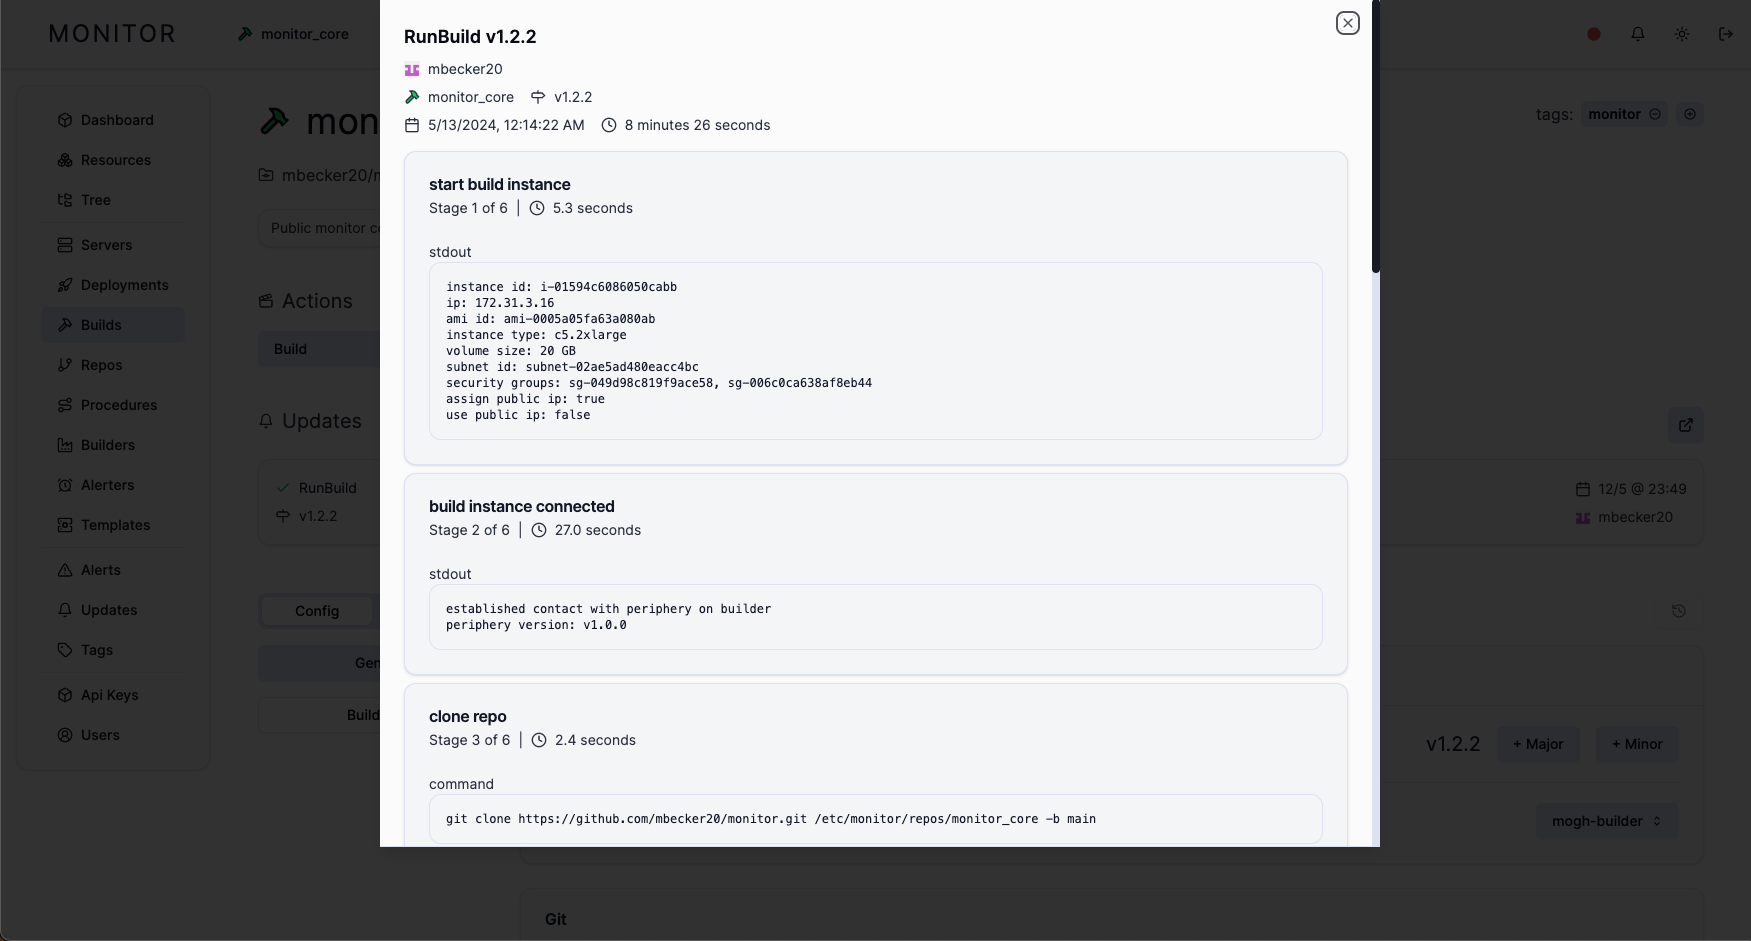 MONITOR
monitor_core
Dashboard
Resources
Tree
Servers
Deployments
Builds
Repos
Procedures
Builders
Alerters
Templates
Alerts
Updates
Tags
Api Keys
Users
mon
mbecker20/
Public monitor
Actions
Build
Updates
RunBuild
v1.2.2
Config
Gen
Build
RunBuild v1.2.2
mbecker20
monitor_core v1.2.2
5/13/2024, 12:14:22 AM 8 minutes 26 seconds
start build instance
Stage 1 of 6 | 5.3 seconds
stdout
instance id: i-01594c6086050cabb
ip: 172.31.3.16
ami id: ami-0005a05fa63a080ab
instance type: c5.2xlarge
volume size: 20 GB
subnet id: subnet-02ae5ad480eacc4bc
security groups: sg-049d98c819f9ace58, sg-006c0ca638af8eb44
assign public ip: true
use public ip: false
build instance connected
Stage 2 of 6 | 27.0 seconds
stdout
established contact with periphery on builder
periphery version: v1.0.0
clone repo
Stage 3 of 6 | 2.4 seconds
command
git clone https://github.com/mbecker20/monitor.git /etc/monitor/repos/monitor_core -b main
tags: monitor
12/5 @ 23:49
mbecker20
v1.2.2 + Major + Minor
mogh-builder
Git